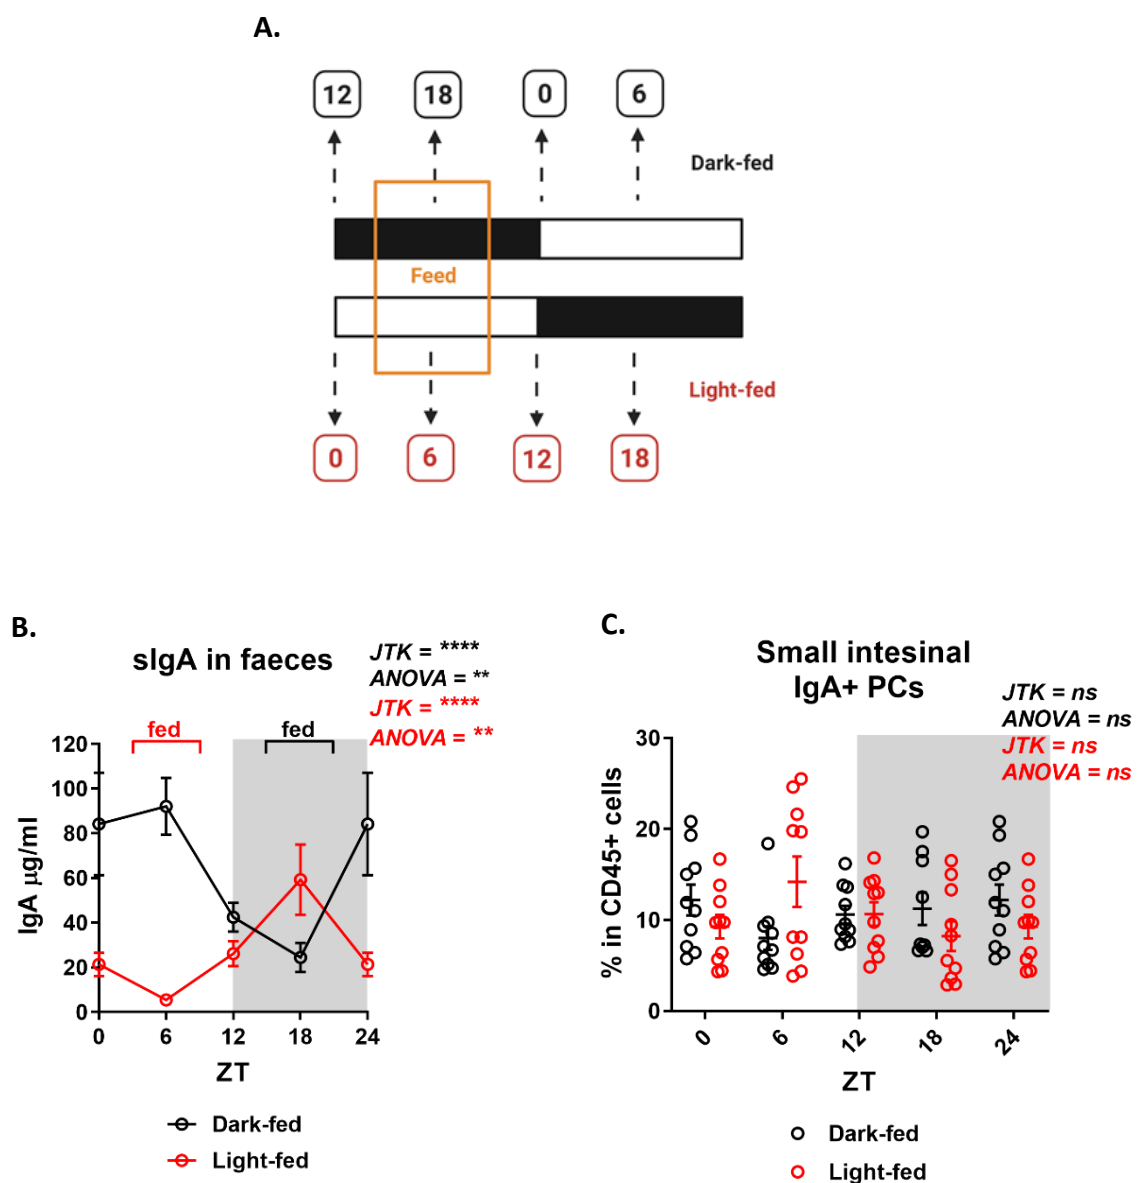 A.
12 18 0 6
Dark-fed
Feed
Light-fed
0 6 12 18
B.
sIgA in faeces
JTK = ****
ANOVA = **
JTK = ****
ANOVA = **
fed fed
120
100
80
60
40
20
0
IgA µg/ml
0 6 12 18 24
ZT
Dark-fed
Light-fed
C.
Small intesinal
IgA+ PCs
JTK = ns
ANOVA = ns
JTK = ns
ANOVA = ns
30
20
10
0
% in CD45+ cells
0 6 12 18 24
ZT
Dark-fed
Light-fed